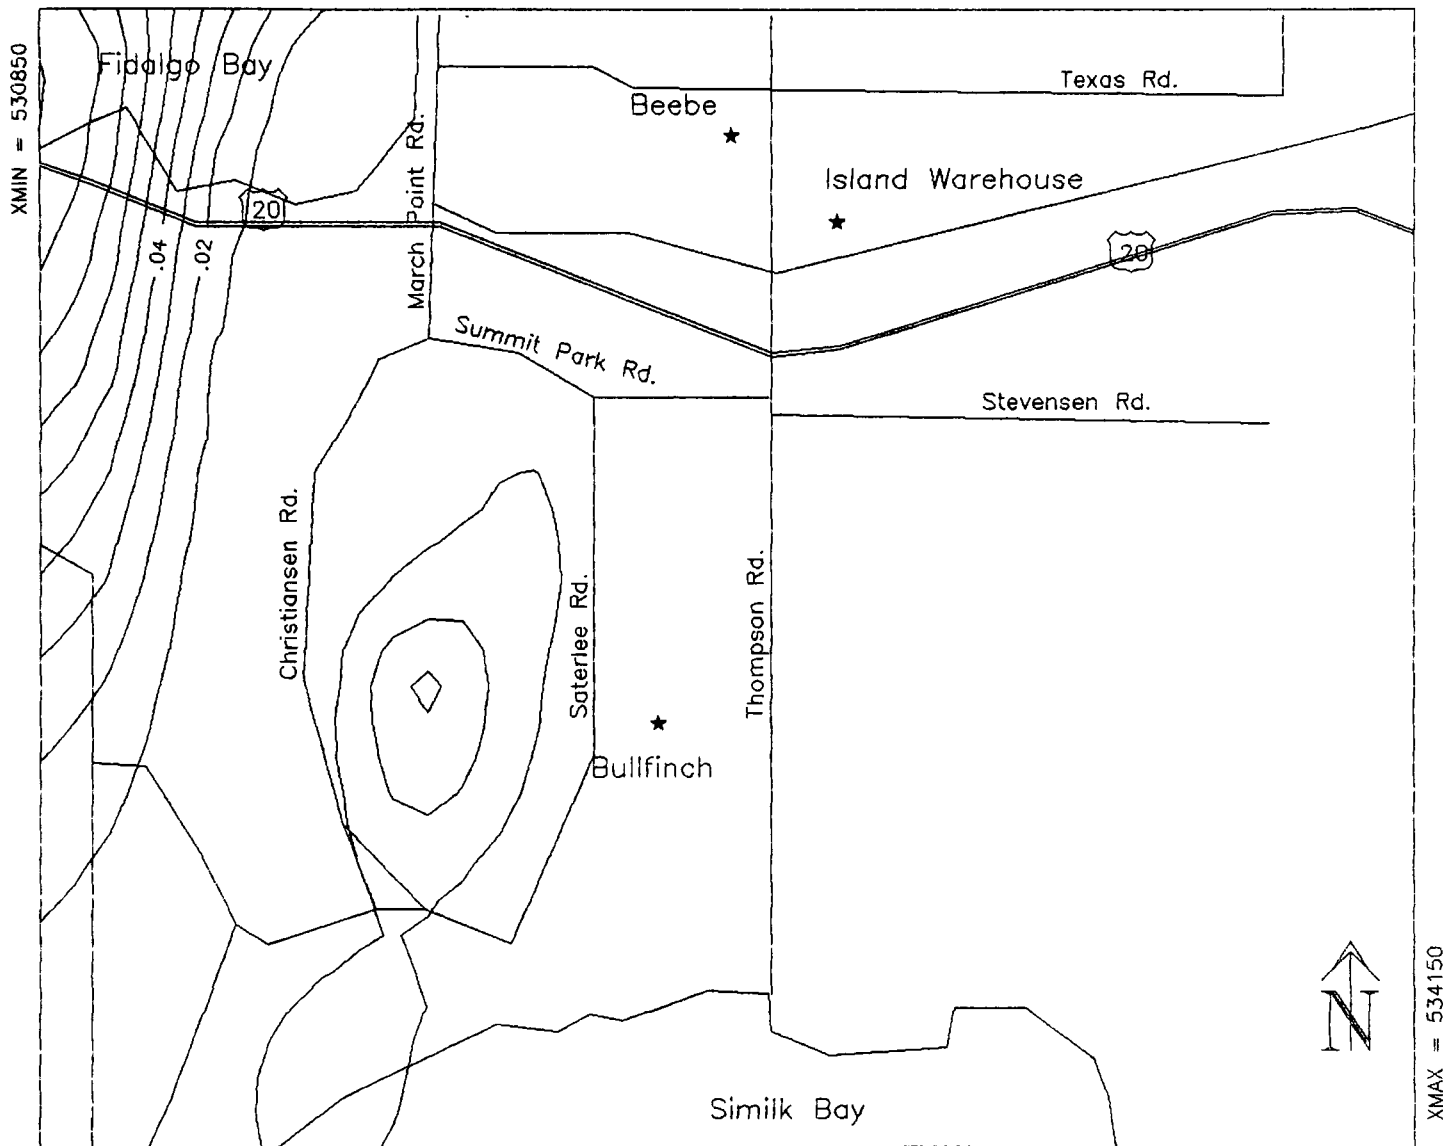 XMIN = 530850
Fidalgo Bay
Texas Rd.
Beebe
March Point Rd.
Island Warehouse
20
20
.04
.02
Summit Park Rd.
Stevensen Rd.
Christiansen Rd.
Saterlee Rd.
Thompson Rd.
Bullfinch
N
XMAX = 534150
Similk Bay